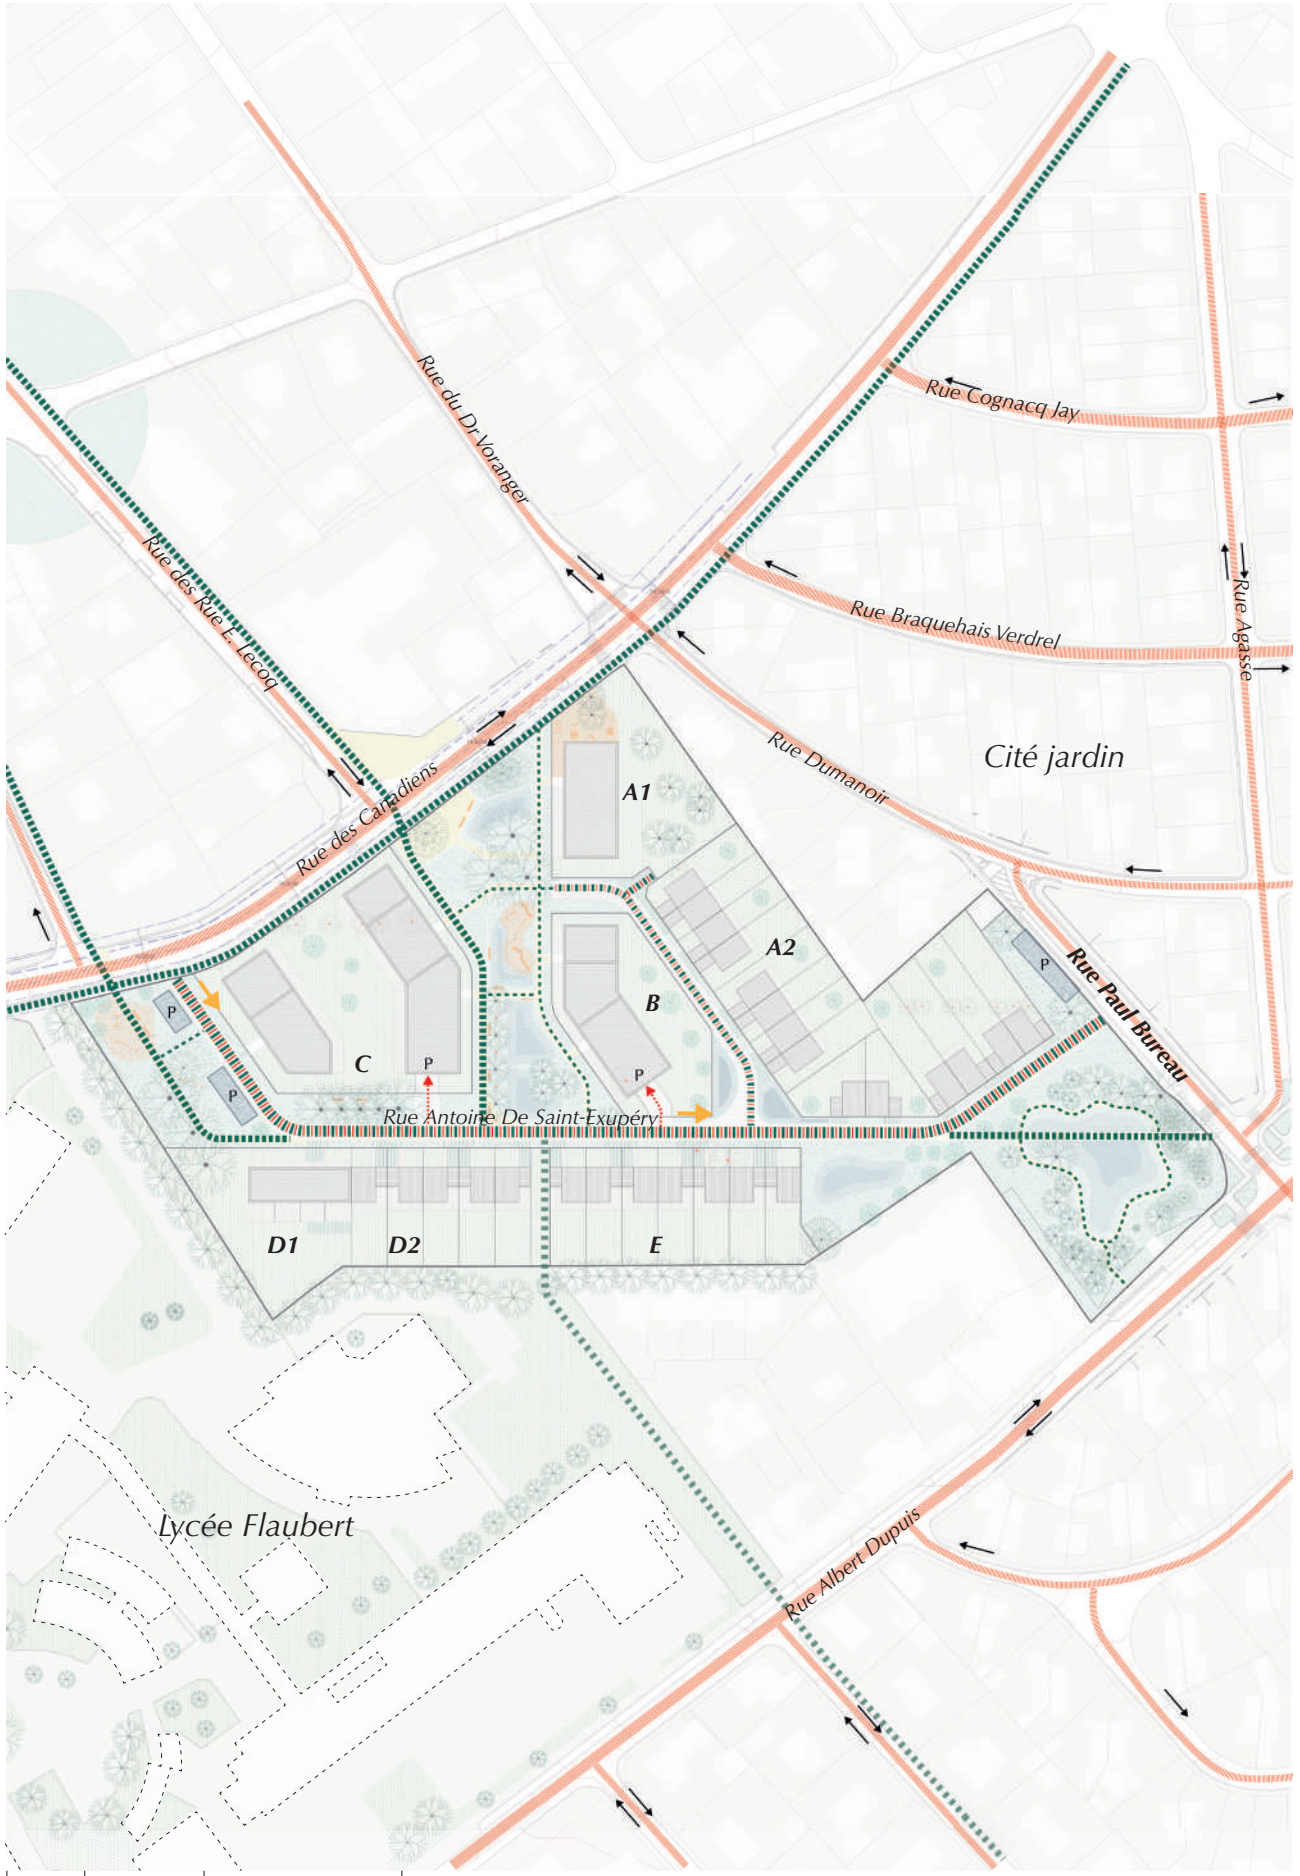 Rue du Dr Voranger
Rue Cognacq Jay
Rue des Rue E. Lecoq
Rue Braquehais Verdrel
Rue Agasse
Rue Dumanoir
Cité jardin
Rue des Canadiens
A1
A2
P
Rue Paul Bureau
B
P
C
P
P
P
Rue Antoine De Saint-Exupéry
D1
D2
E
Lycée Flaubert
Rue Albert Dupuis